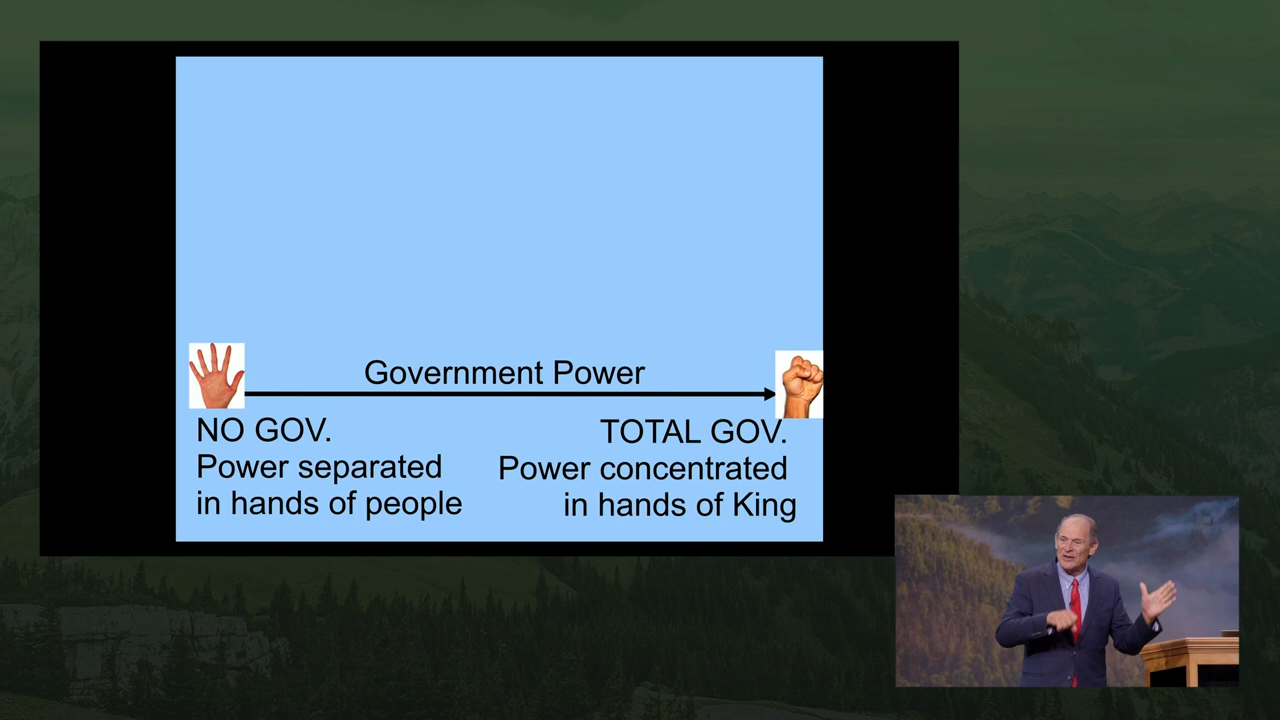 Government Power
NO GOV.
Power separated
in hands of people
TOTAL GOV.
Power concentrated
in hands of King